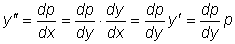 y″ = dp/dx = dp/dy · dy/dx = dp/dy y′ = dp/dy p